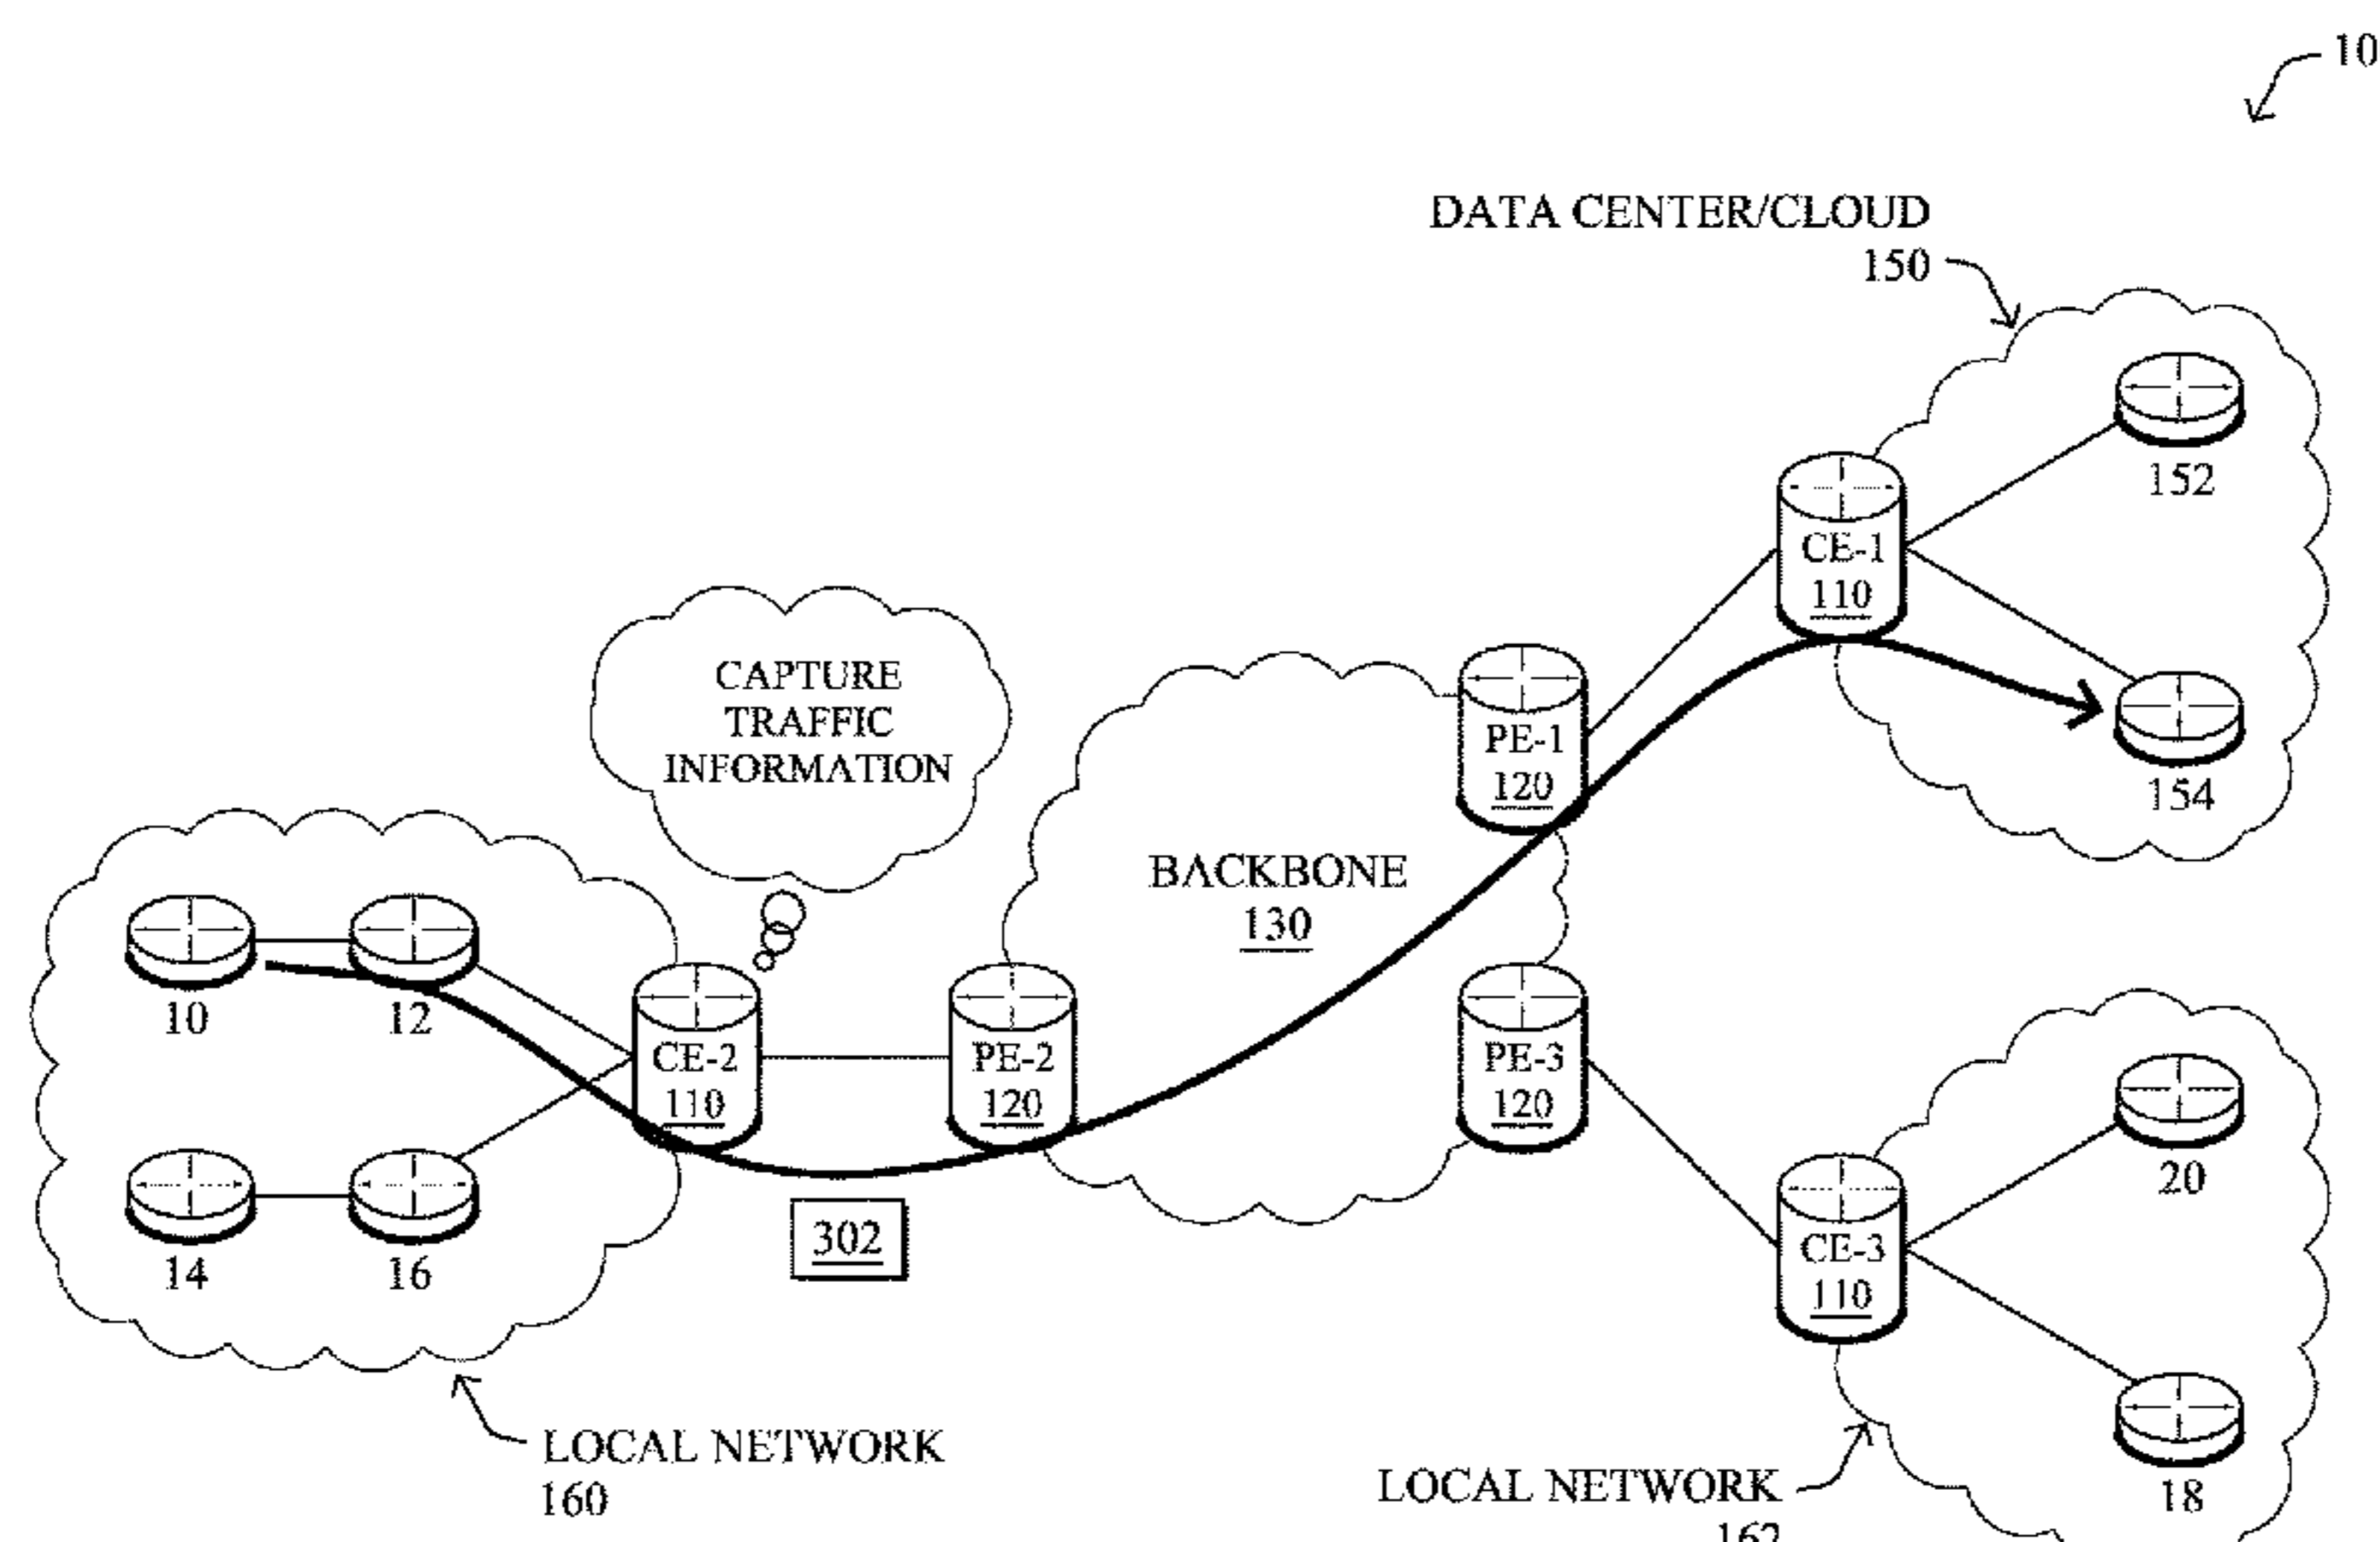 10
DATA CENTER/CLOUD
150
152
CE-1
110
CAPTURE
TRAFFIC
INFORMATION
PE-1
120
154
BACKBONE
130
10
12
CE-2
110
PE-2
120
PE-3
120
20
14
16
302
CE-3
110
LOCAL NETWORK
160
LOCAL NETWORK
18